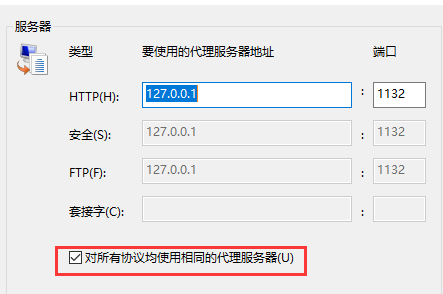 服务器
类型 要使用的代理服务器地址 端口
HTTP(H): 127.0.0.1 : 1132
安全(S): 127.0.0.1 : 1132
FTP(F): 127.0.0.1 : 1132
套接字(C): :
对所有协议均使用相同的代理服务器(U)